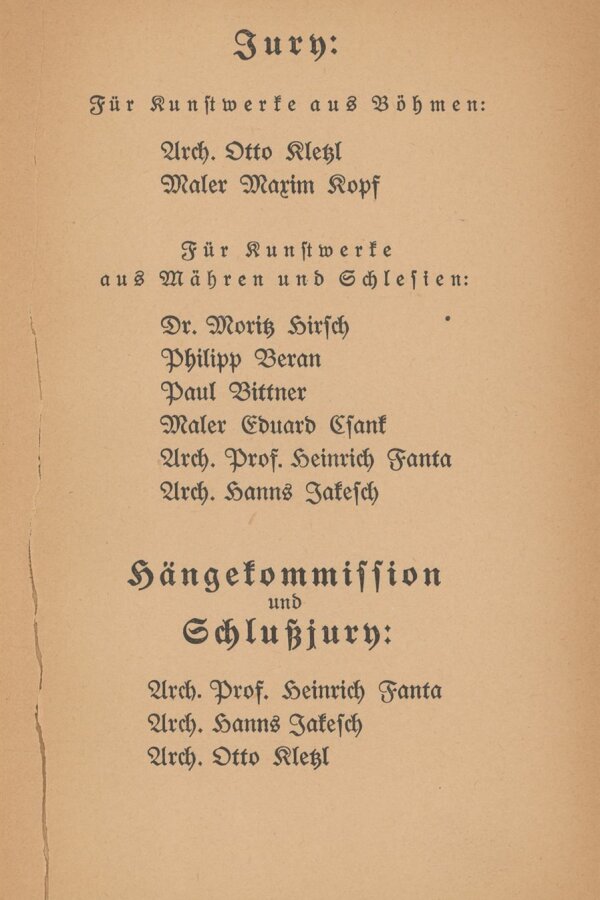 Jury:
Für Kunstwerke aus Böhmen:
Arch. Otto Kletzl
Maler Maxim Kopf
Für Kunstwerke
aus Mähren und Schlesien:
Dr. Moritz Hirsch
Philipp Beran
Paul Bittner
Maler Eduard Csank
Arch. Prof. Heinrich Fanta
Arch. Hanns Jakesch
Hängekommission
und
Schlußjury:
Arch. Prof. Heinrich Fanta
Arch. Hanns Jakesch
Arch. Otto Kletzl